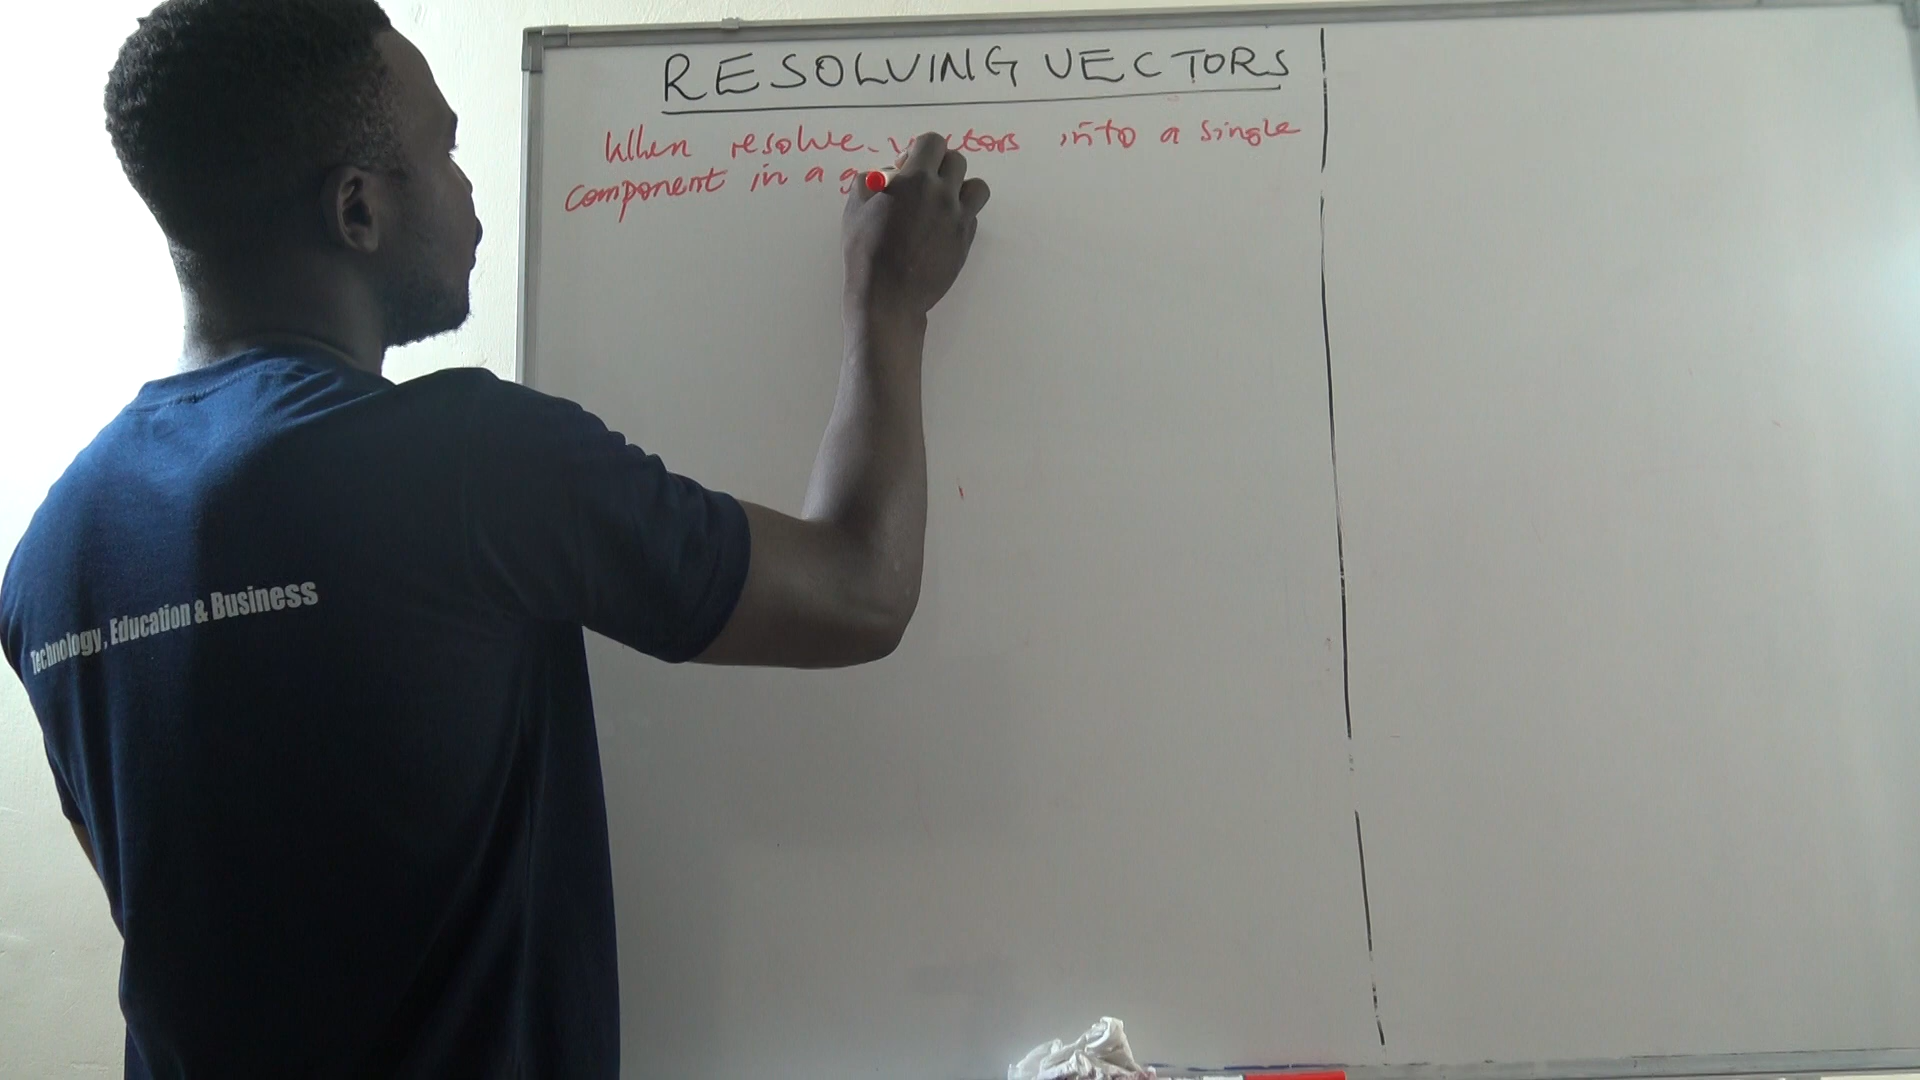 RESOLVING VECTORS
When resolve vectors into a single
component in a g
Technology, Education & Business